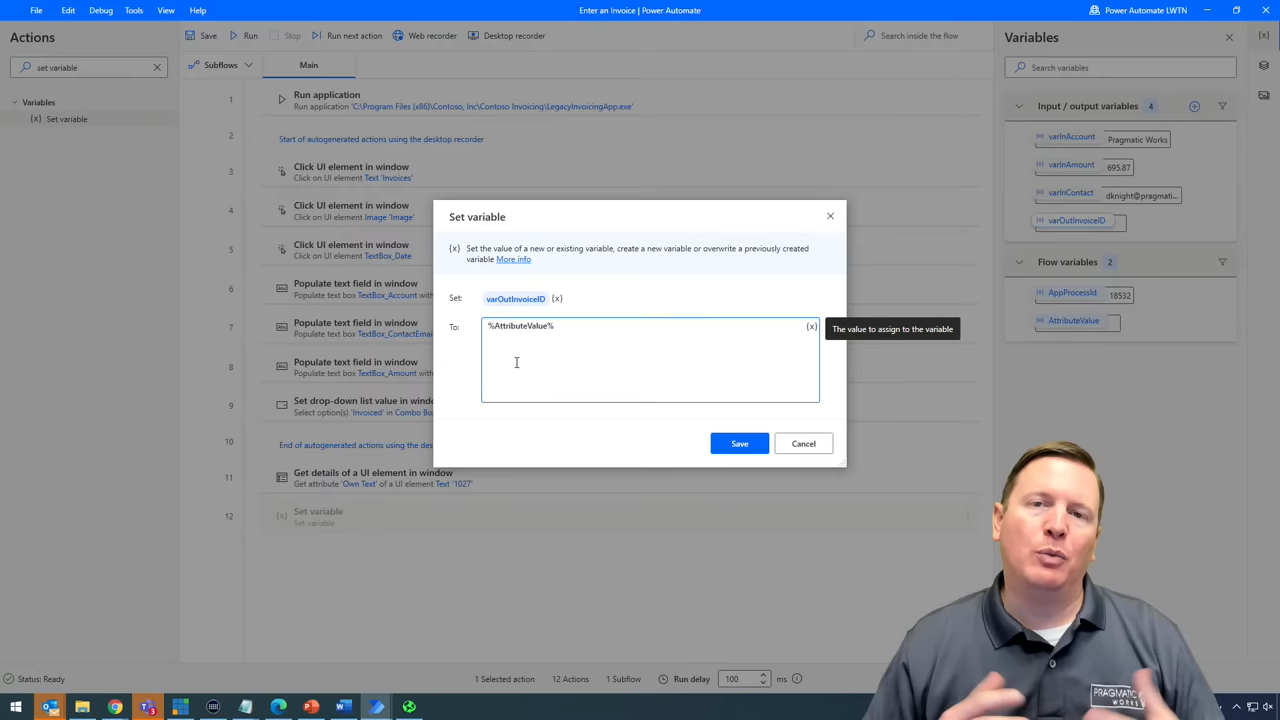 File Edit Debug Tools View Help
Enter an Invoice | Power Automate
Power Automate LWTN
Actions
set variable
Variables
{x} Set variable
Save Run Stop Run next action Web recorder Desktop recorder
Search inside the flow
Subflows
Main
1
Run application
Run application 'C:\Program Files (x86)\Contoso, Inc\Contoso Invoicing\LegacyInvoicingApp.exe'
2
Start of autogenerated actions using the desktop recorder
3
Click UI element in window
Click on UI element Text 'Invoices'
4
Click UI element in window
Click on UI element Image 'Image'
5
Click UI element in window
Click on UI element TextBox_Date
6
Populate text field in window
Populate text box TextBox_Account
7
Populate text field in window
Populate text box TextBox_ContactEmai
8
Populate text field in window
Populate text box TextBox_Amount
9
Set drop-down list value in window
Select option(s) 'Invoiced' in Combo Bo
10
End of autogenerated actions using the desk
11
Get details of a UI element in window
Get attribute 'Own Text' of a UI element Text '1027'
12
{x} Set variable
Set variable
Set variable
{x} Set the value of a new or existing variable, create a new variable or overwrite a previously created
variable More info
Set: varOutInvoiceID {x}
To: %AttributeValue% {x}
The value to assign to the variable
Save Cancel
Variables
{x}
Search variables
Input / output variables 4
varInAccount Pragmatic Works
varInAmount 695.87
varInContact dknight@pragmati...
varOutInvoiceID
Flow variables 2
AppProcessId 18532
AttributeValue
Status: Ready
1 Selected action 12 Actions 1 Subflow Run delay 100 ms
PRAGMATIC
WORKS